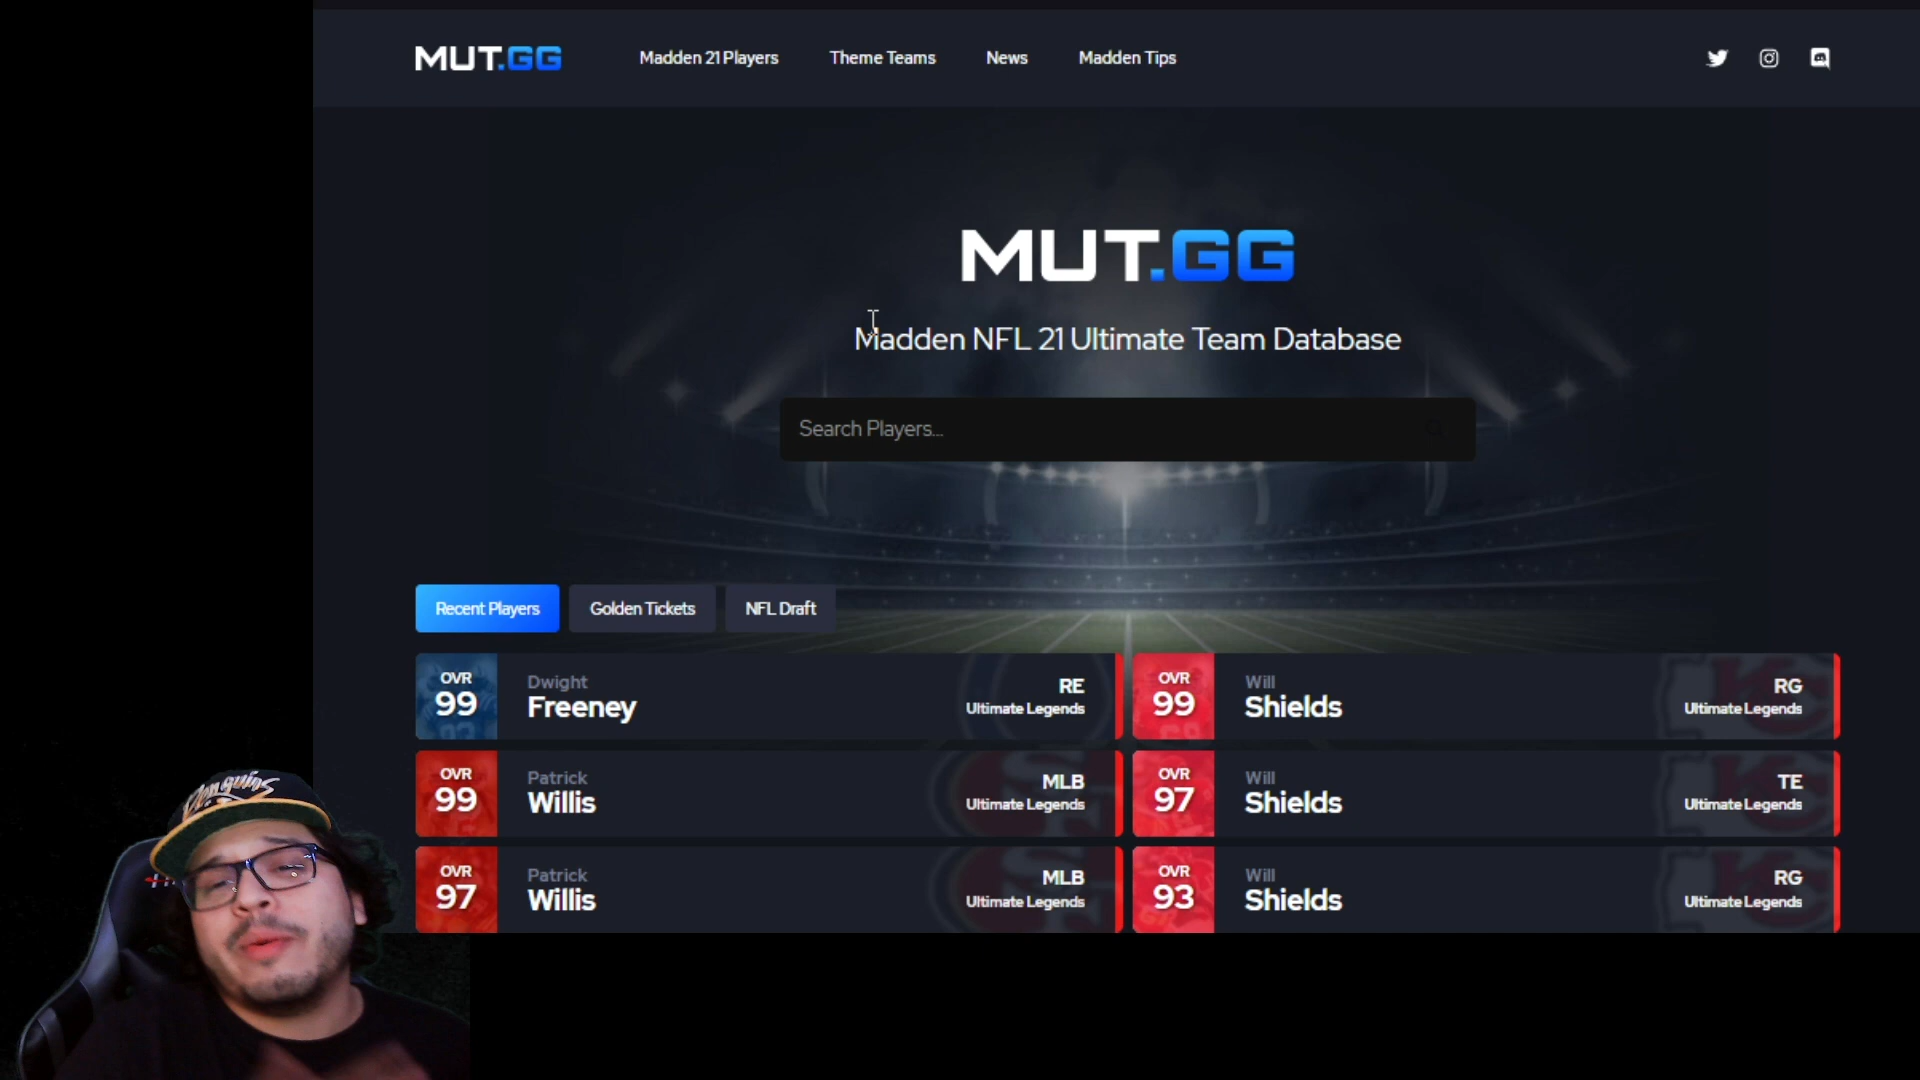 MUT.GG
Madden 21 Players
Theme Teams
News
Madden Tips
MUT.GG
Madden NFL 21 Ultimate Team Database
Search Players...
Recent Players
Golden Tickets
NFL Draft
OVR
99
Dwight
Freeney
RE
Ultimate Legends
OVR
99
Will
Shields
RG
Ultimate Legends
OVR
99
Patrick
Willis
MLB
Ultimate Legends
OVR
97
Will
Shields
TE
Ultimate Legends
OVR
97
Patrick
Willis
MLB
Ultimate Legends
OVR
93
Will
Shields
RG
Ultimate Legends
Penguins